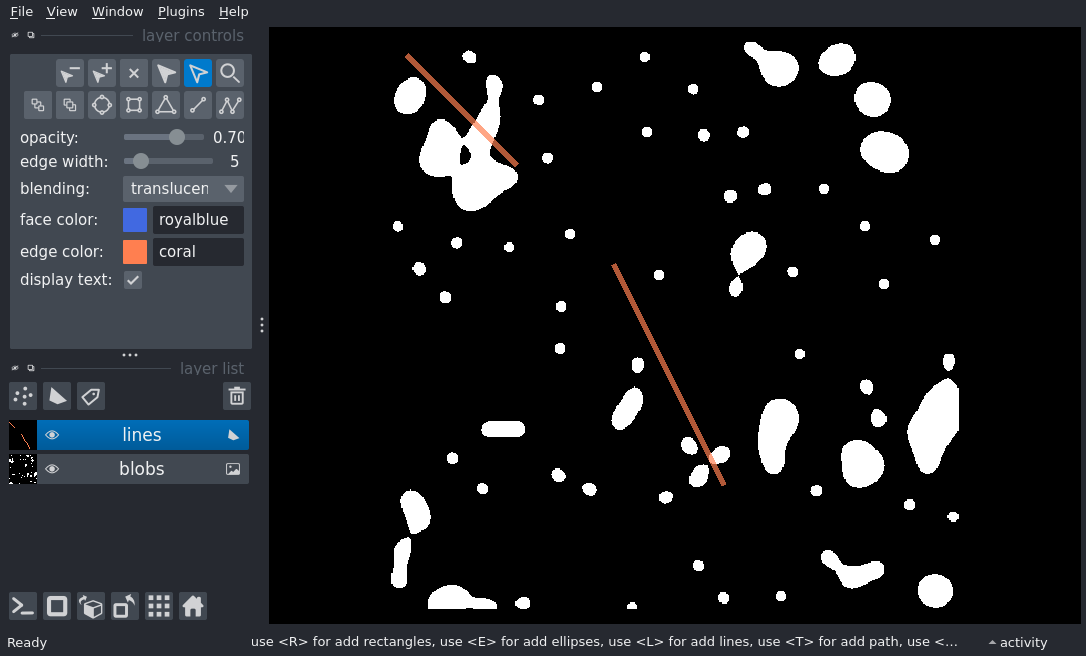 File View Window Plugins Help
layer controls
opacity: 0.70
edge width: 5
blending: translucen
face color: royalblue
edge color: coral
display text:
layer list
lines
blobs
Ready use <R> for add rectangles, use <E> for add ellipses, use <L> for add lines, use <T> for add path, use <... activity